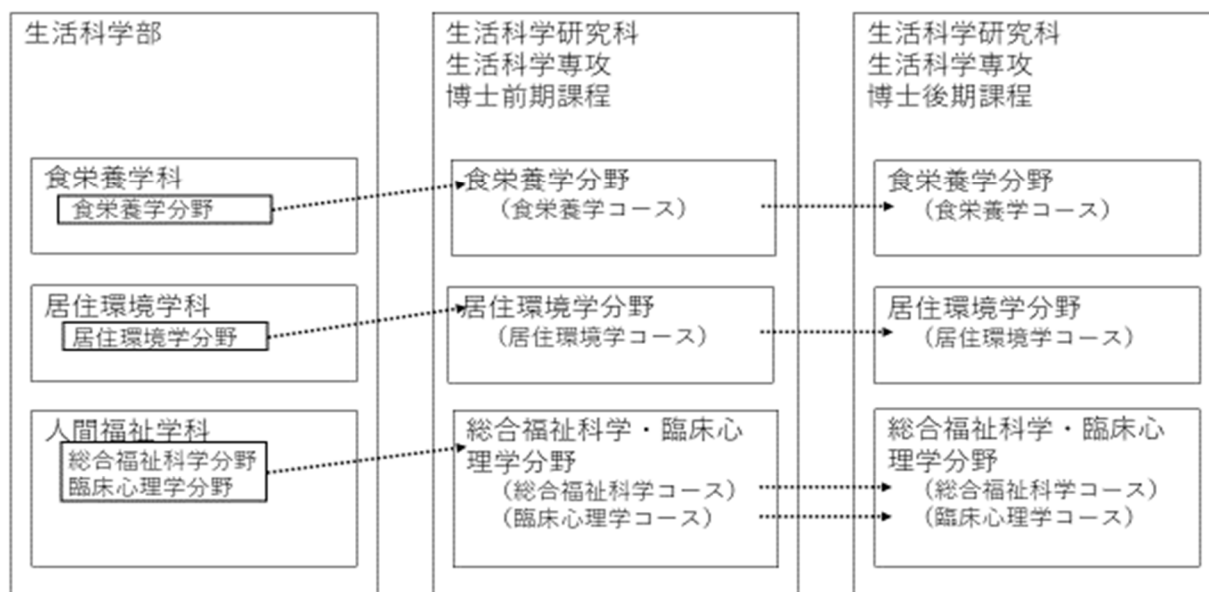 生活科学部
食栄養学科
食栄養学分野
居住環境学科
居住環境学分野
人間福祉学科
総合福祉科学分野
臨床心理学分野
生活科学研究科
生活科学専攻
博士前期課程
食栄養学分野
（食栄養学コース）
居住環境学分野
（居住環境学コース）
総合福祉科学・臨床心
理学分野
（総合福祉科学コース）
（臨床心理学コース）
生活科学研究科
生活科学専攻
博士後期課程
食栄養学分野
（食栄養学コース）
居住環境学分野
（居住環境学コース）
総合福祉科学・臨床心
理学分野
（総合福祉科学コース）
（臨床心理学コース）